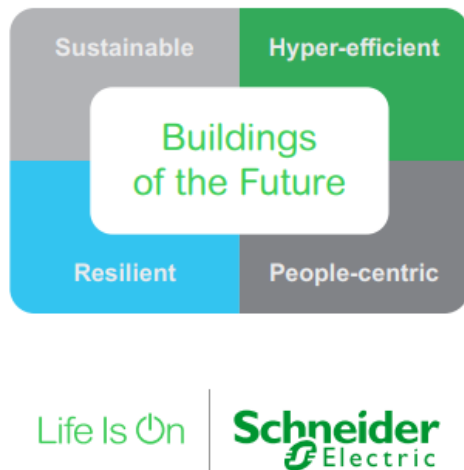 Sustainable
Hyper-efficient
Buildings
of the Future
Resilient
People-centric
Life Is On
Schneider
Electric